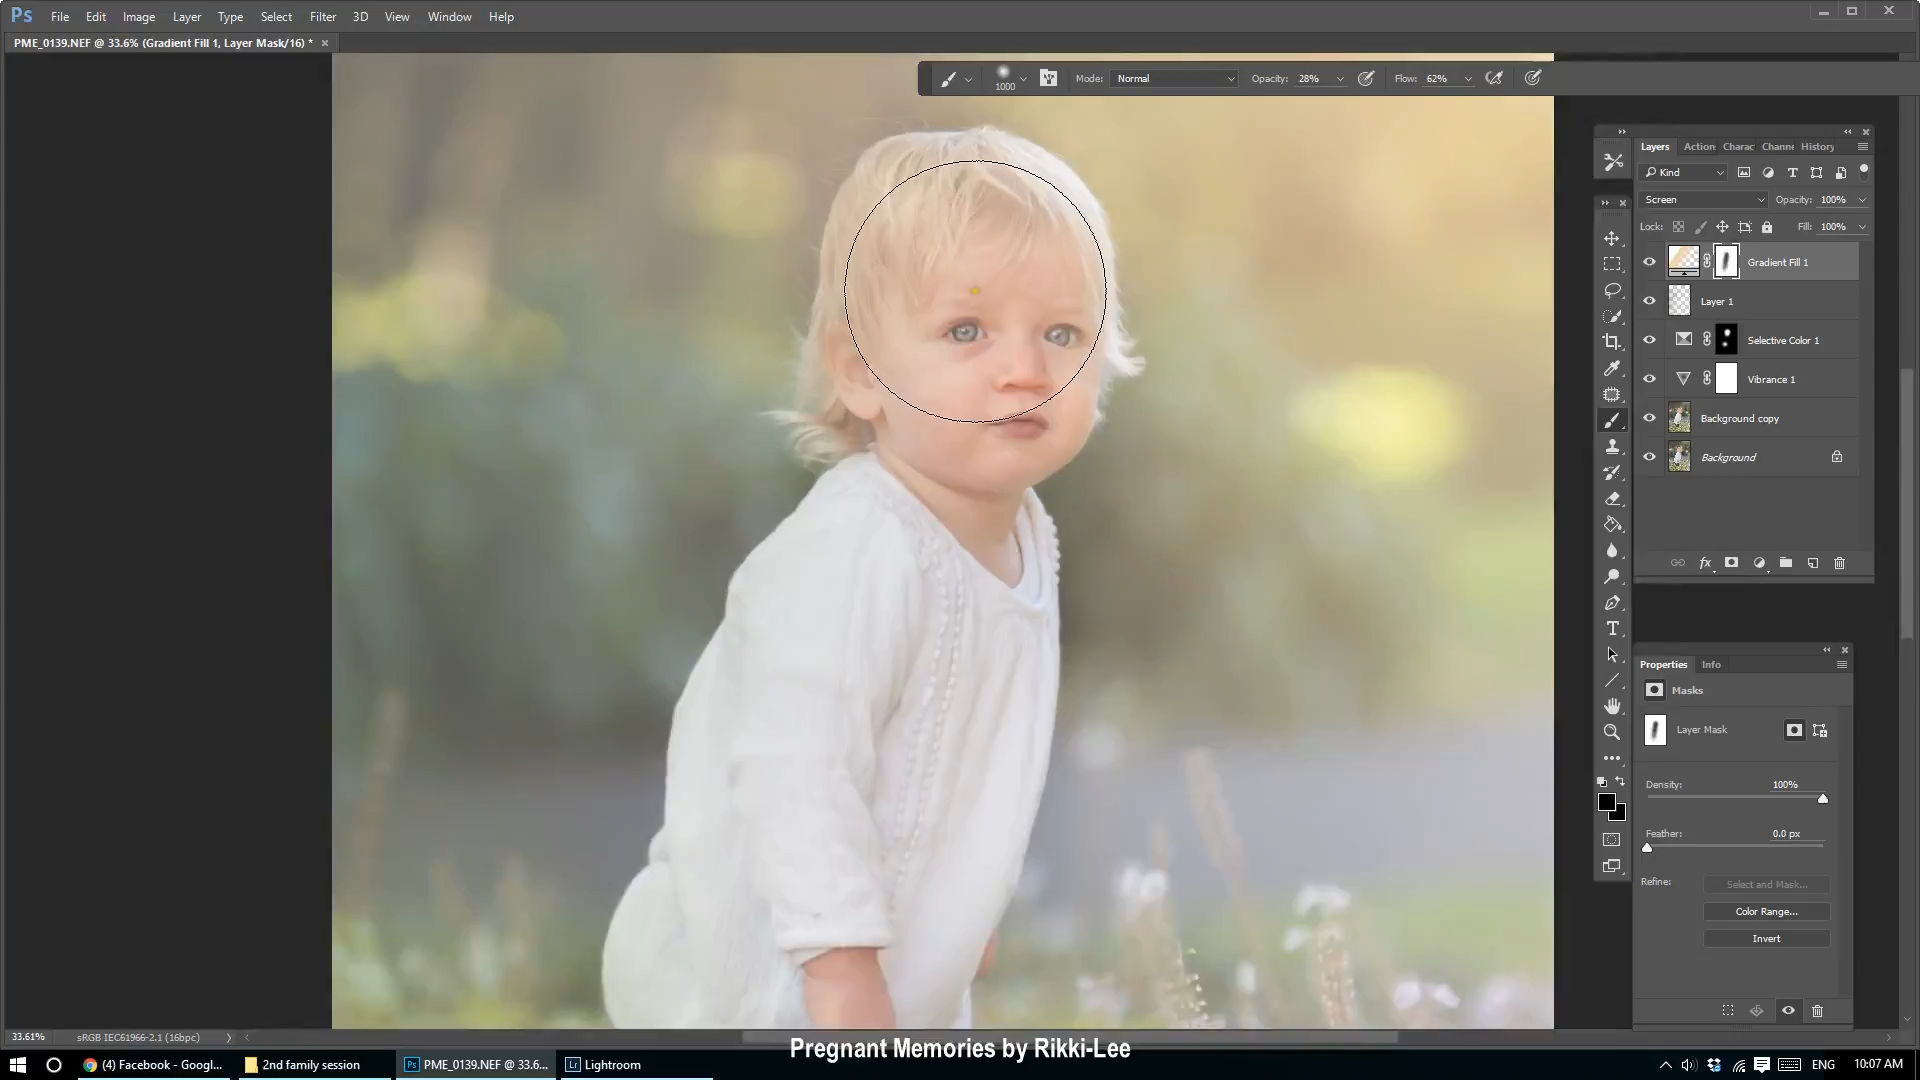 Ps File Edit Image Layer Type Select Filter 3D View Window Help
PME_0139.NEF @ 33.6% (Gradient Fill 1, Layer Mask/16) * ×
1000 Mode: Normal Opacity: 28% Flow: 62%
Layers Action Charac Channe History
Kind
Screen Opacity: 100%
Lock: Fill: 100%
Gradient Fill 1
Layer 1
Selective Color 1
Vibrance 1
Background copy
Background
fx
Properties Info
Masks
Layer Mask
Density: 100%
Feather: 0.0 px
Refine: Select and Mask...
Color Range...
Invert
33.61% sRGB IEC61966-2.1 (16bpc)
Pregnant Memories by Rikki-Lee
(4) Facebook - Googl... 2nd family session Ps PME_0139.NEF @ 33.6... Lr Lightroom ENG 10:07 AM